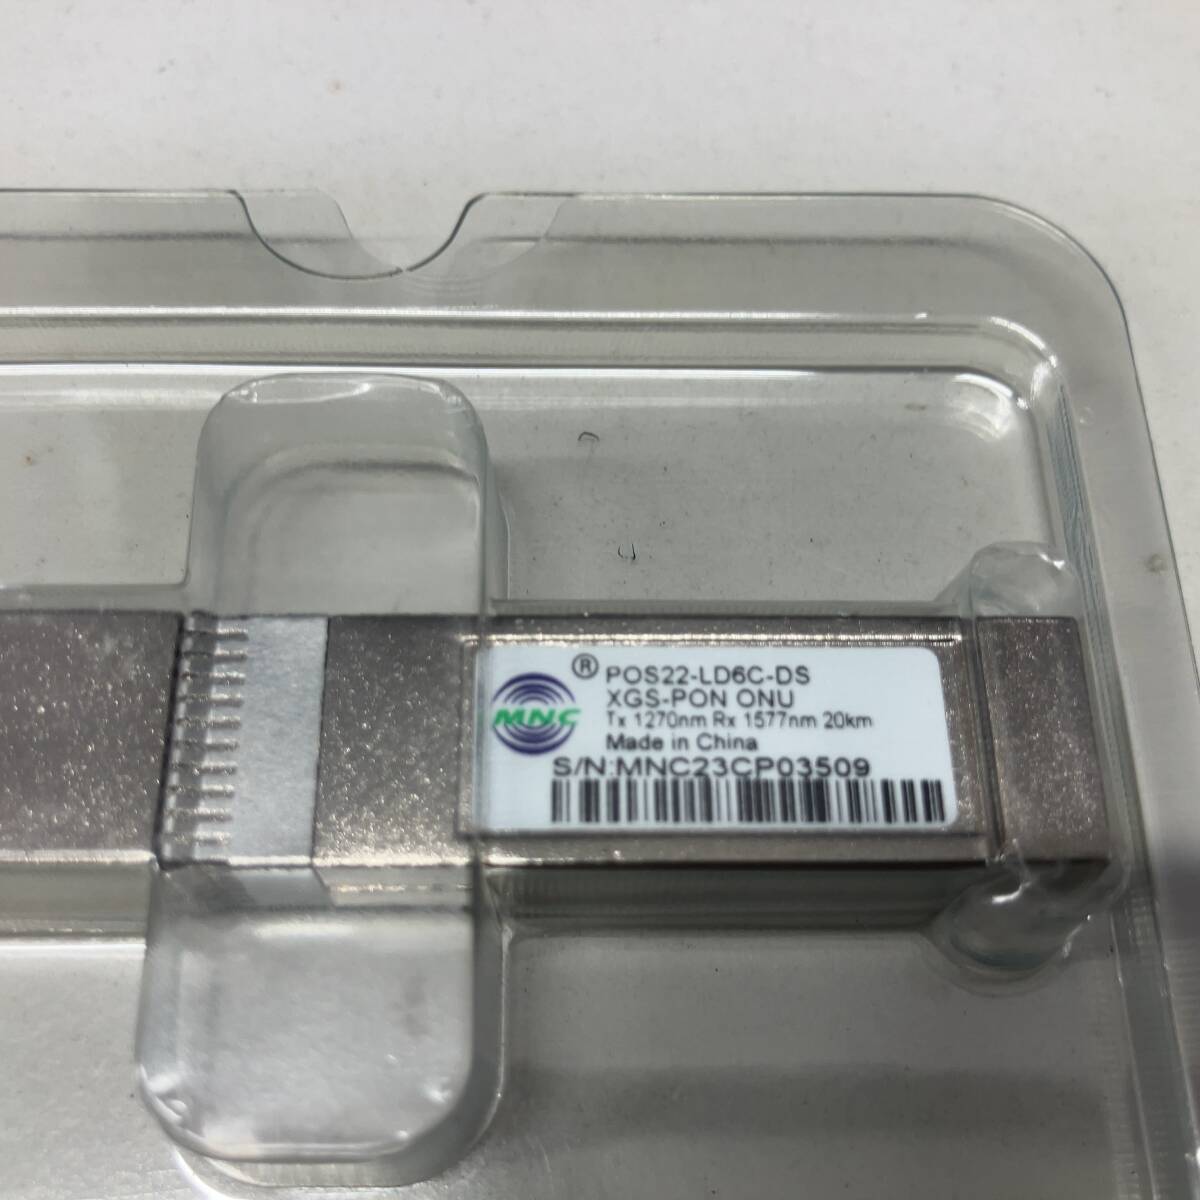 MNC ®
POS22-LD6C-DS
XGS-PON ONU
Tx 1270nm Rx 1577nm 20km
Made in China
S/N:MNC23CP03509